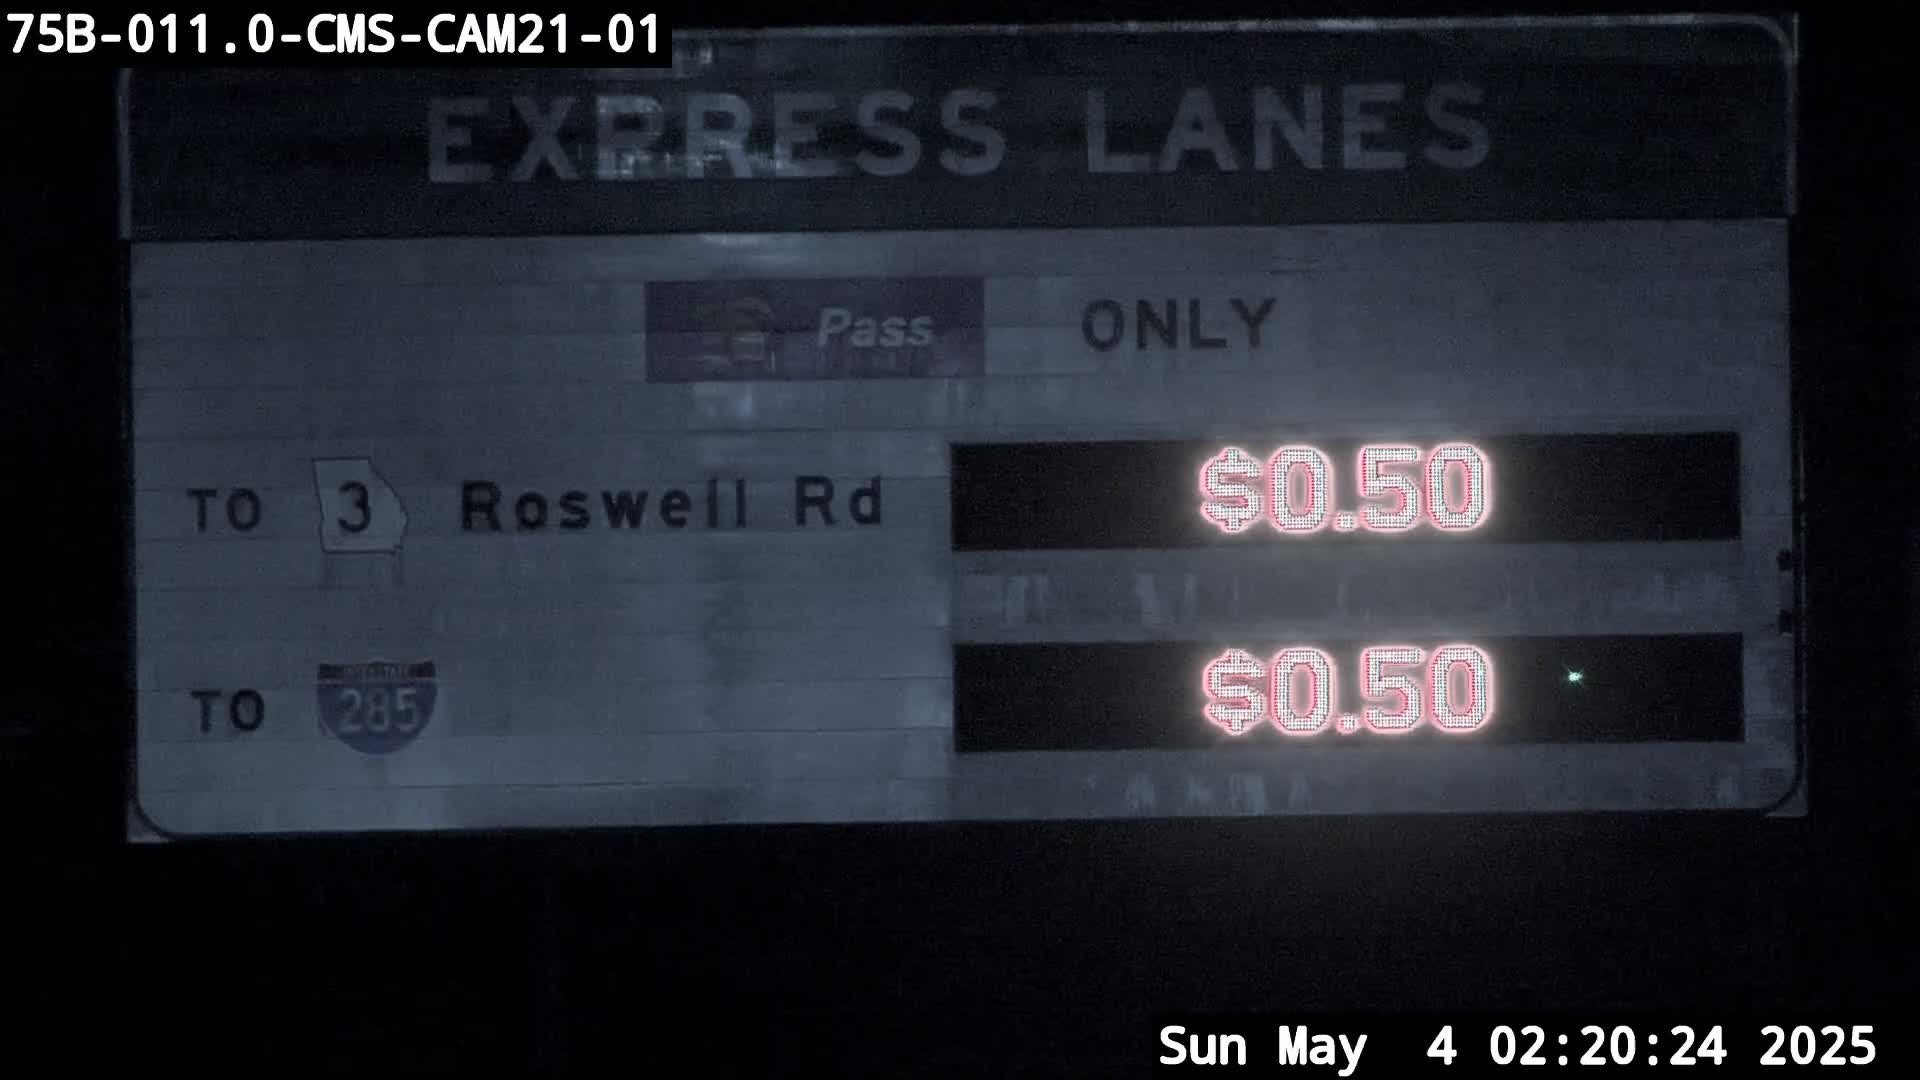 75B-011.0-CMS-CAM21-01
EXPRESS LANES
Pass ONLY
TO 3 Roswell Rd $0.50
INTERSTATE
TO 285 $0.50
Sun May 4 02:20:24 2025